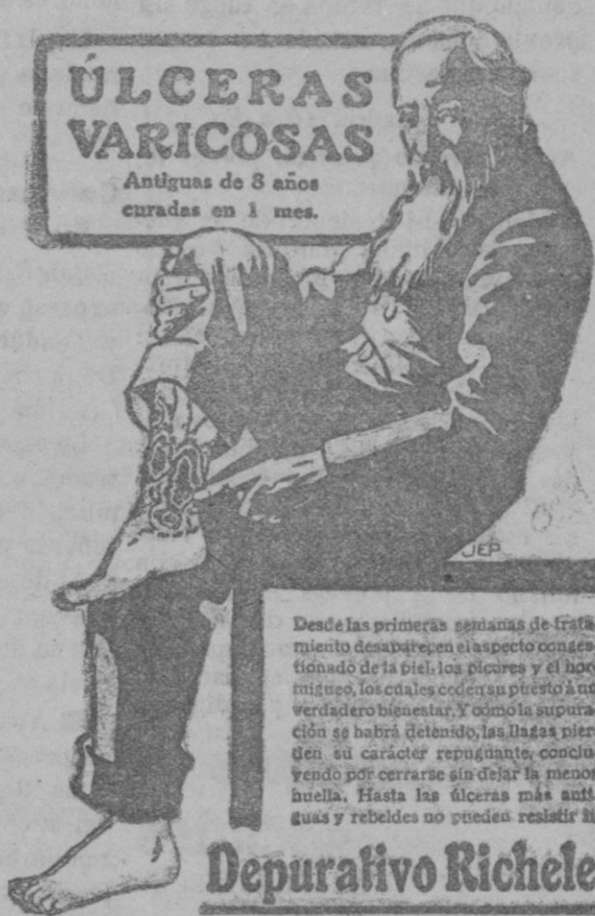 ÚLCERAS
VARICOSAS
Antiguas de 8 años
curadas en 1 mes.
JEP
Desde las primeras semanas de trata
miento desaparecen el aspecto conges
tionado de la piel, los picores y el hor
migueo, los cuales ceden su puesto á un
verdadero bienestar. Y como la supura
ción se habrá detenido, las llagas pier
den su carácter repugnante, conclu
yendo por cerrarse sin dejar la menor
huella. Hasta las úlceras más anti
guas y rebeldes no pueden resistir
Depurativo Richele